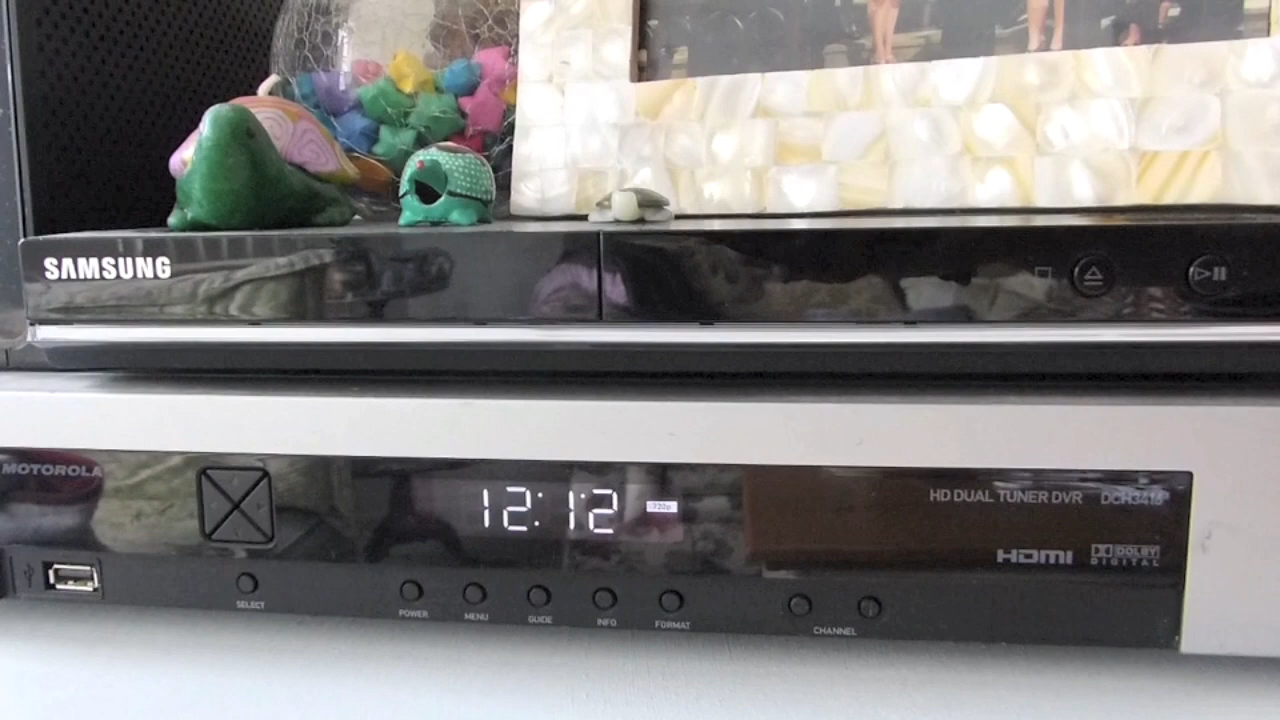 SAMSUNG
MOTOROLA
12:12
720p
HD DUAL TUNER DVR DCH3416
HDMI
DOLBY
DIGITAL
SELECT
POWER
MENU
GUIDE
INFO
FORMAT
CHANNEL